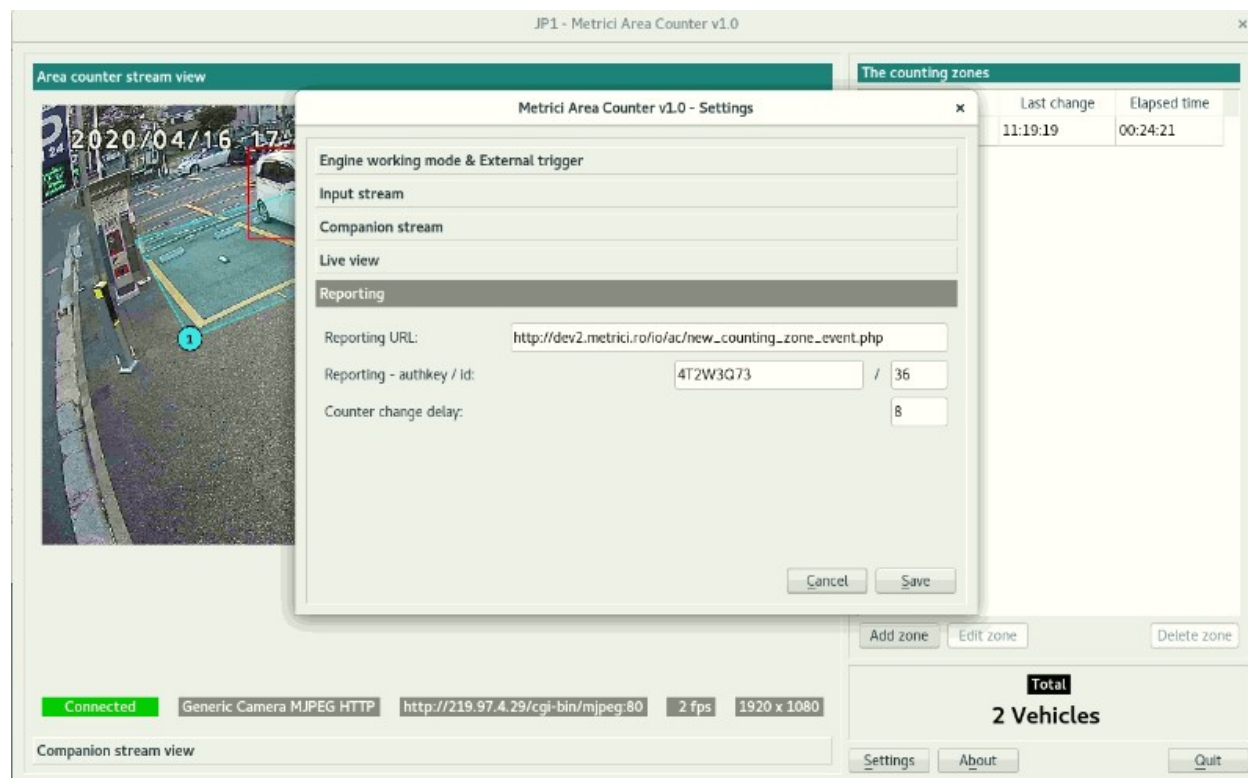 JP1 - Metrici Area Counter v1.0
×
Area counter stream view
The counting zones
Last change
Elapsed time
11:19:19
00:24:21
2020/04/16 17
24
1
Metrici Area Counter v1.0 - Settings
×
Engine working mode & External trigger
Input stream
Companion stream
Live view
Reporting
Reporting URL:
http://dev2.metrici.ro/io/ac/new_counting_zone_event.php
Reporting - authkey / id:
4T2W3Q73
/
36
Counter change delay:
8
Cancel
Save
Add zone
Edit zone
Delete zone
Connected
Generic Camera MJPEG HTTP
http://219.97.4.29/cgi-bin/mjpeg:80
2 fps
1920 x 1080
Total
2 Vehicles
Companion stream view
Settings
About
Quit